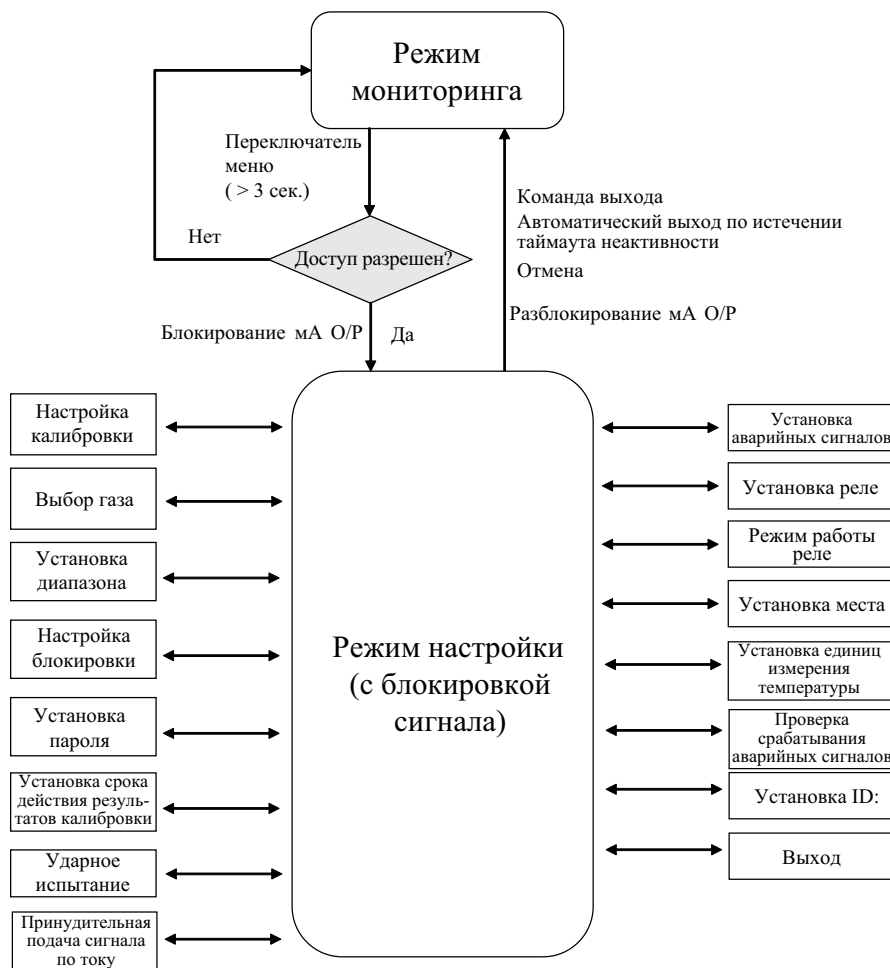 Режим
мониторинга
Переключатель
меню
( > 3 сек.)
Команда выхода
Автоматический выход по истечении
таймаута неактивности
Отмена
Нет
Доступ разрешен?
Разблокирование мА О/Р
Блокирование мА О/Р
Да
Настройка
калибровки
Выбор газа
Установка
диапазона
Настройка
блокировки
Установка
пароля
Установка срока
действия резуль-
татов калибровки
Ударное
испытание
Принудительная
подача сигнала
по току
Режим настройки
(с блокировкой
сигнала)
Установка
аварийных сигналов
Установка реле
Режим работы
реле
Установка места
Установка единиц
измерения
температуры
Проверка
срабатывания
аварийных сигналов
Установка ID:
Выход